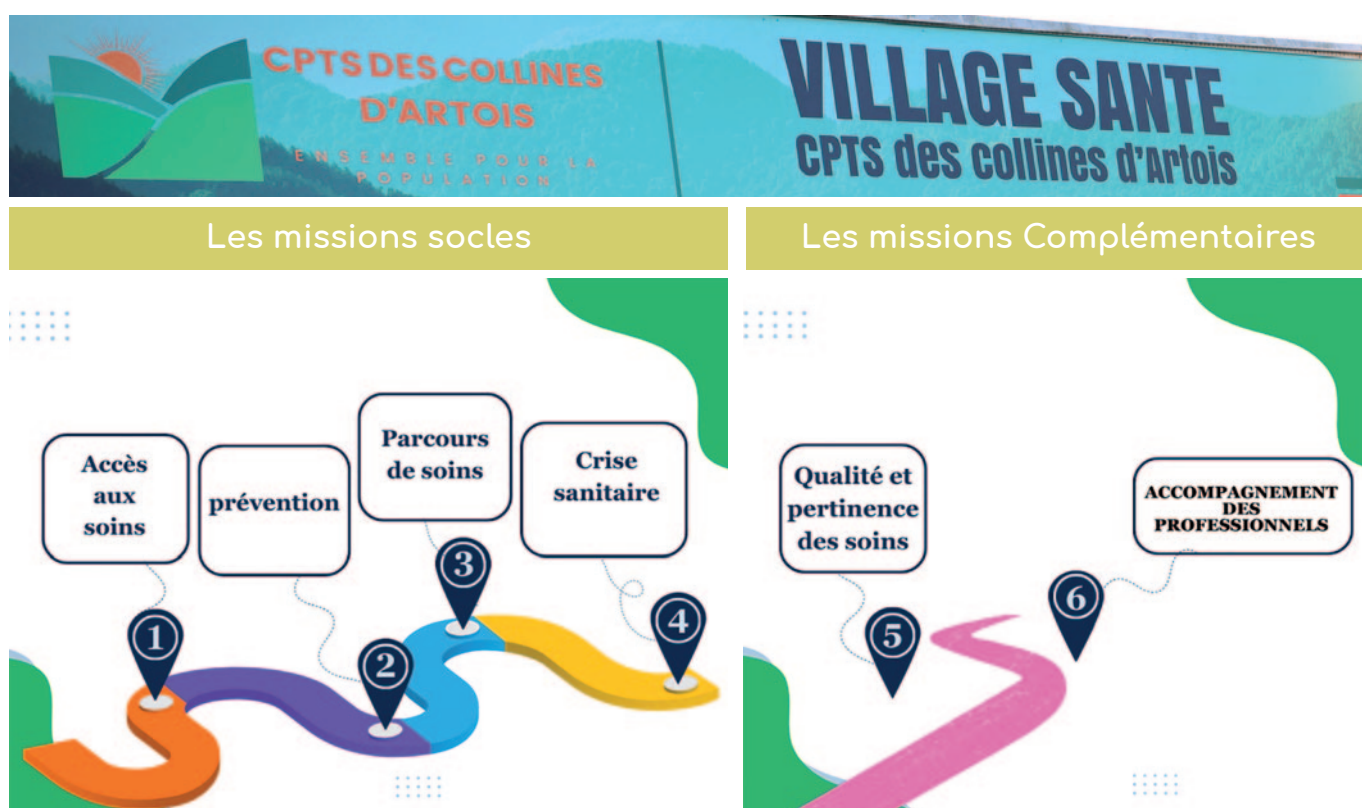 CPTS DES COLLINES
D'ARTOIS
ENSEMBLE POUR LA
POPULATION
VILLAGE SANTE
CPTS des collines d'Artois
Les missions socles
Les missions Complémentaires
Accès
aux
soins
prévention
Parcours
de soins
Crise
sanitaire
1
2
3
4
Qualité et
pertinence
des soins
ACCOMPAGNEMENT
DES
PROFESSIONNELS
5
6